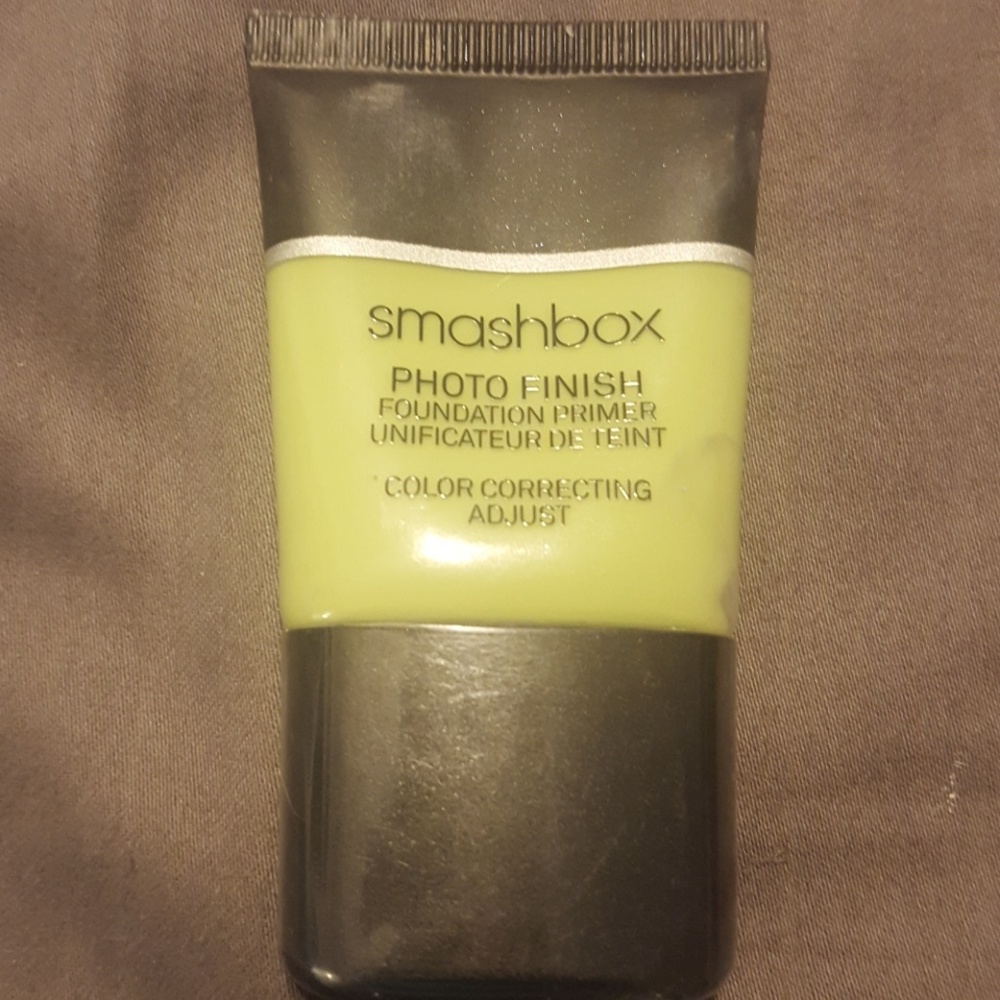 smashbox
PHOTO FINISH
FOUNDATION PRIMER
UNIFICATEUR DE TEINT
COLOR CORRECTING
ADJUST